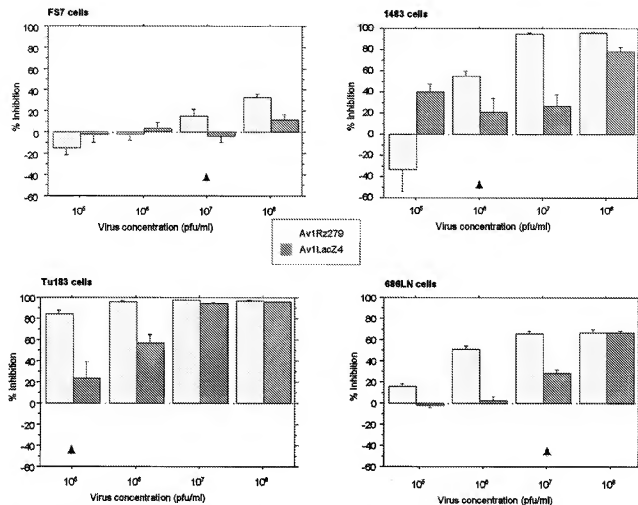 FS7 cells
% Inhibition
100
80
60
40
20
0
-20
-40
-60
10⁵ 10⁶ 10⁷ 10⁸
Virus concentration (pfu/ml)
1483 cells
% Inhibition
100
80
60
40
20
0
-20
-40
-60
10⁵ 10⁶ 10⁷ 10⁸
Virus concentration (pfu/ml)
Av1Rz279
Av1LacZ4
Tu183 cells
% Inhibition
100
80
60
40
20
0
-20
-40
-60
10⁵ 10⁶ 10⁷ 10⁸
Virus concentration (pfu/ml)
686LN cells
% Inhibition
100
80
60
40
20
0
-20
-40
-60
10⁵ 10⁶ 10⁷ 10⁸
Virus concentration (pfu/ml)